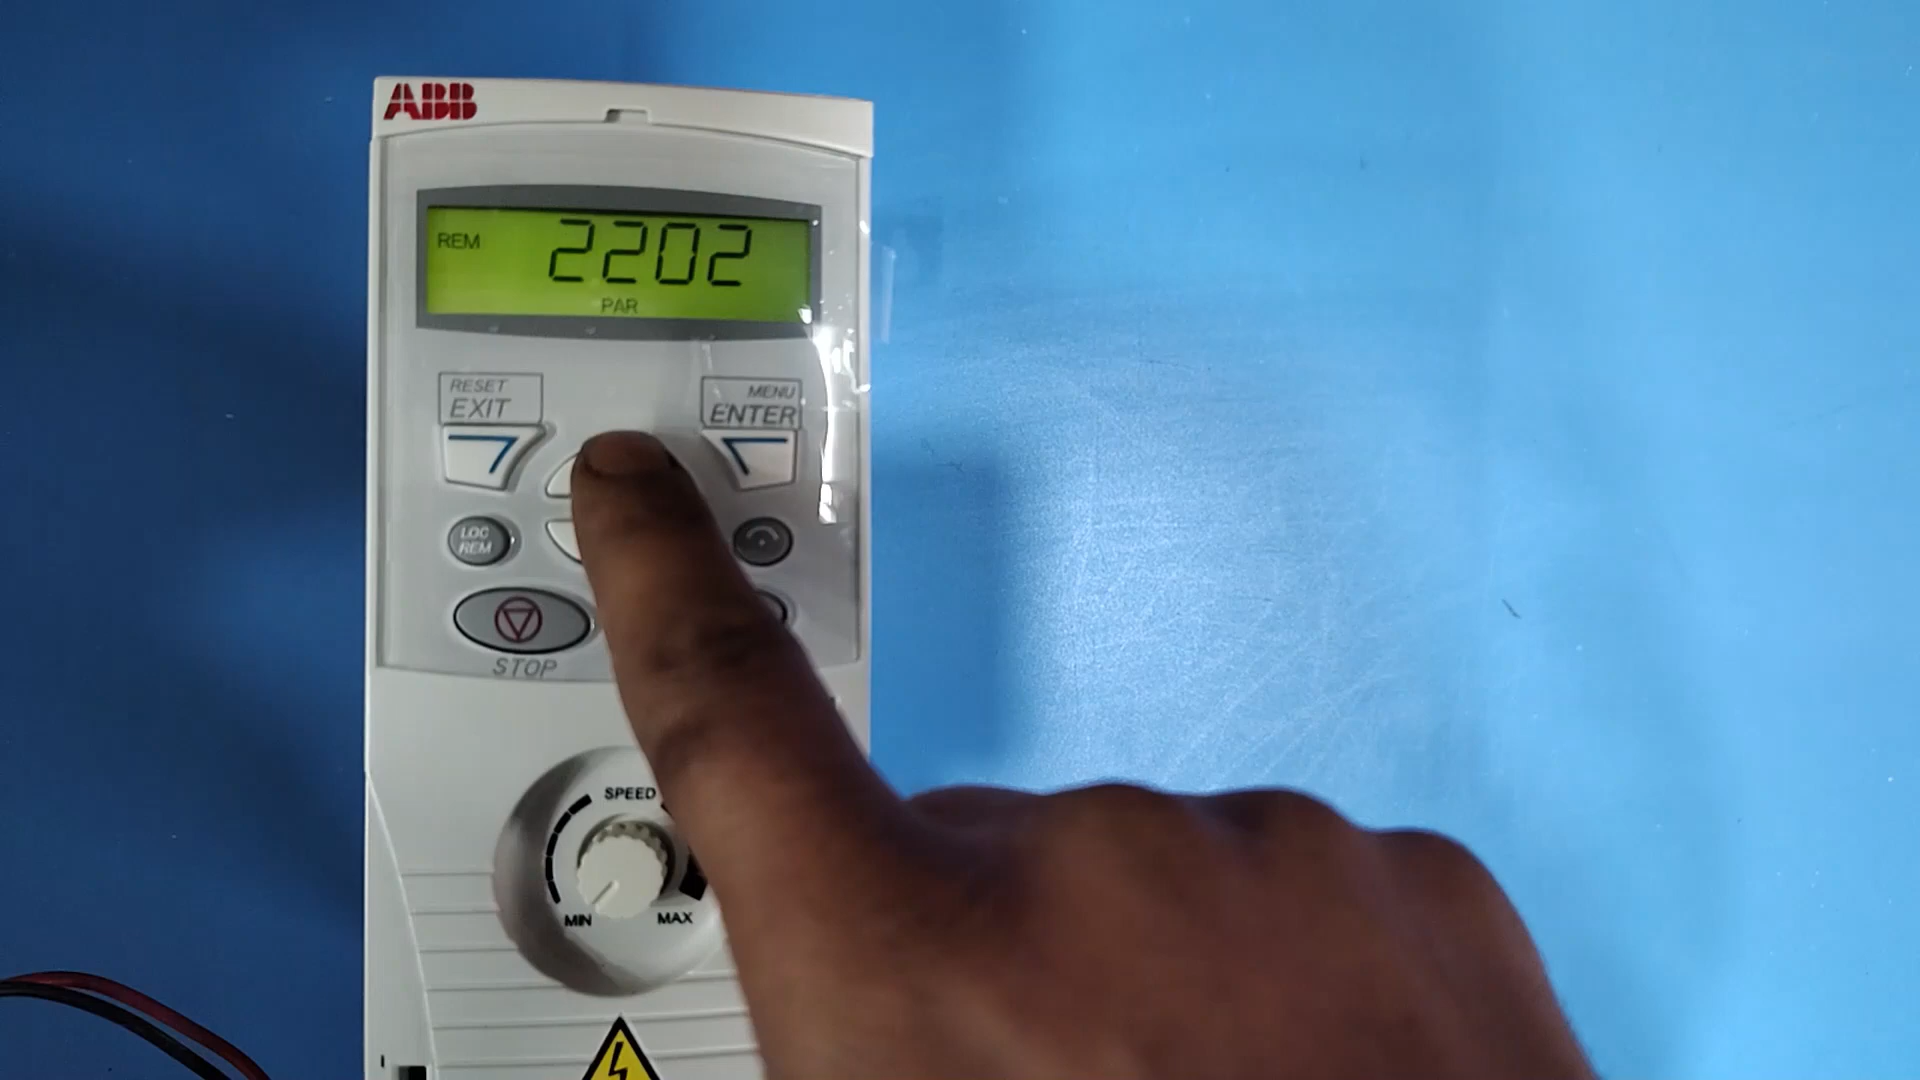 ABB
REM 2202
PAR
RESET
EXIT
MENU
ENTER
LOC
REM
STOP
SPEED
MIN MAX